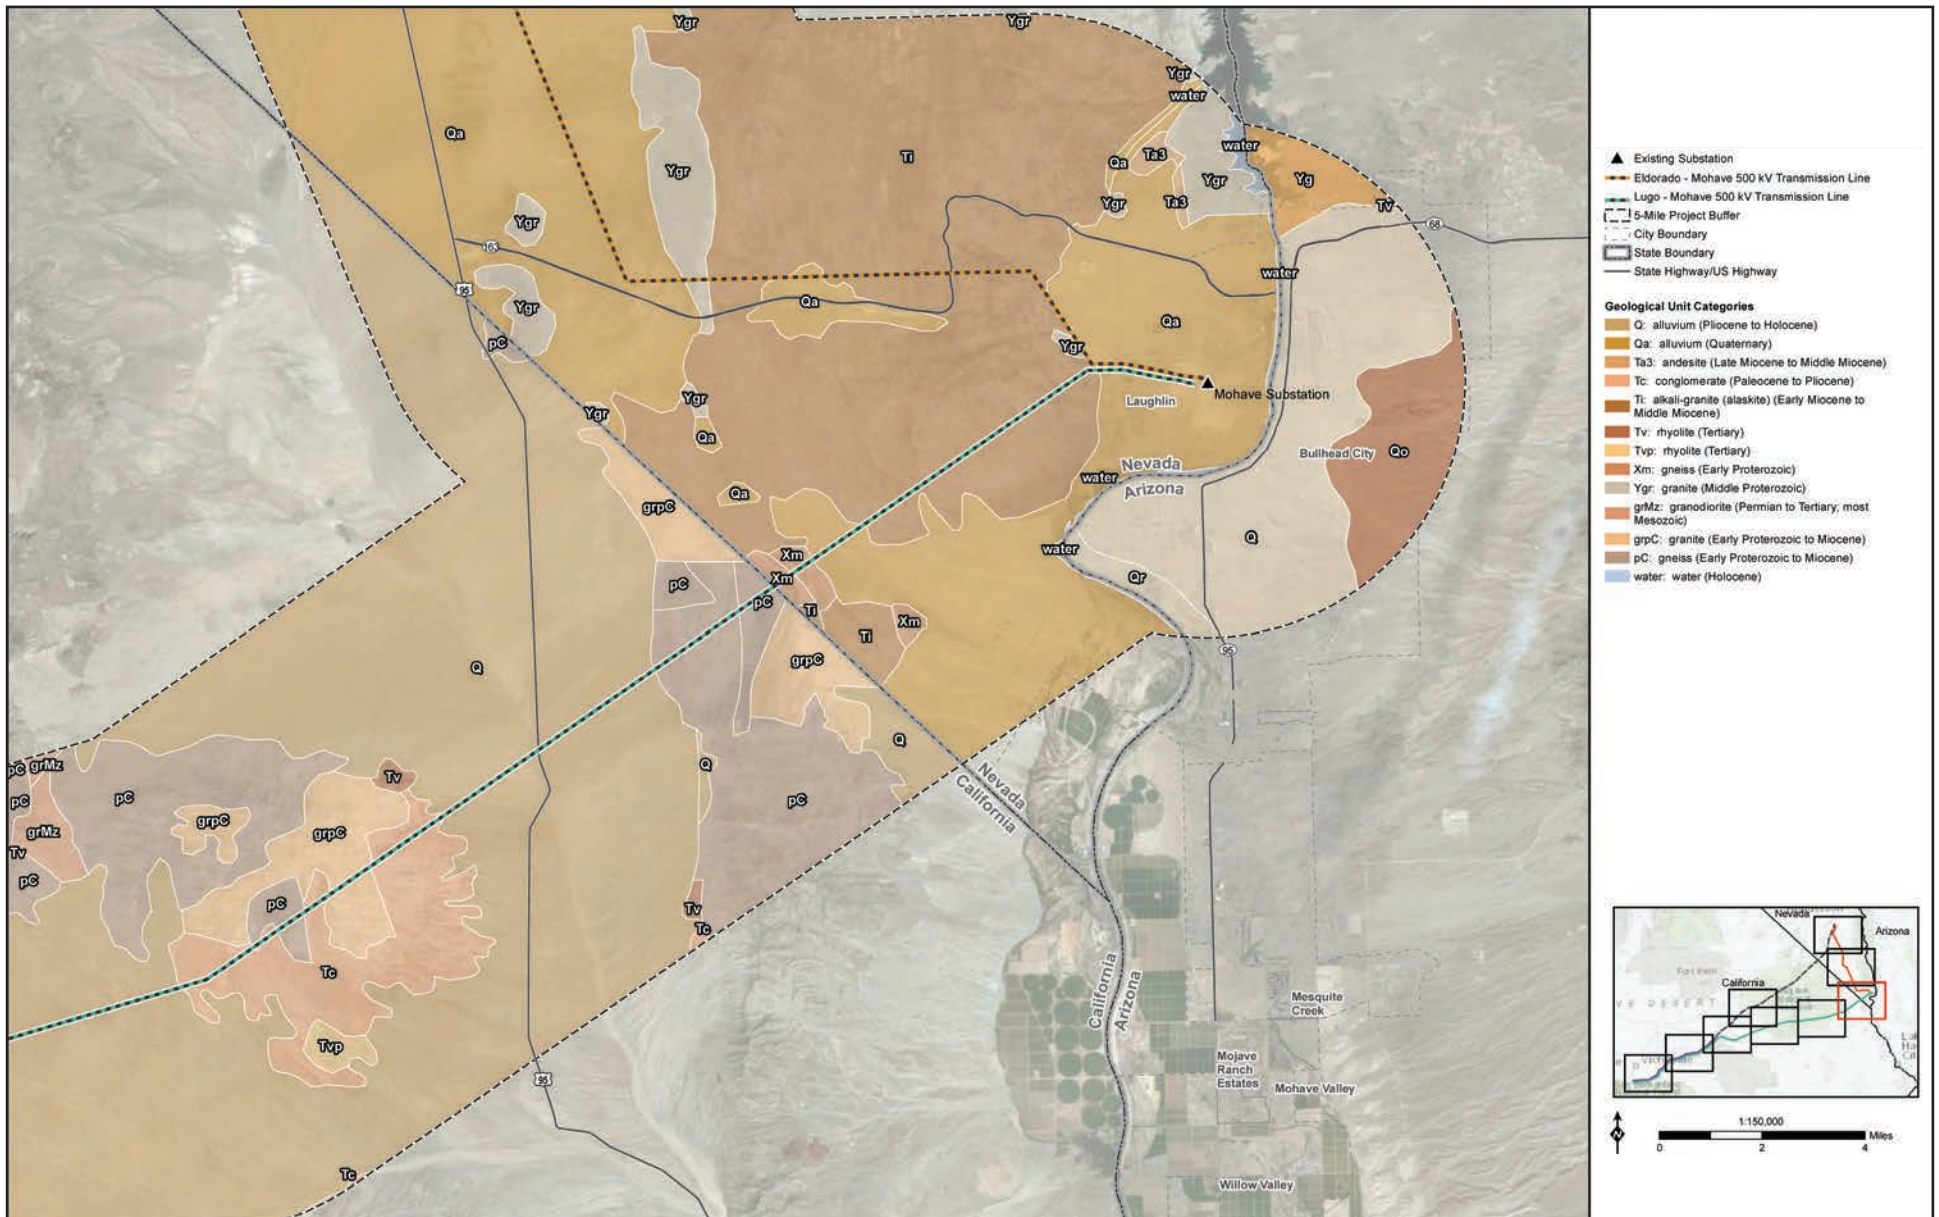 Ygr
Ygr
Ygr
water
Qa
Ti
Ygr
Qa
Ta3
water
Ygr
Yg
Ygr
Ta3
Tv
68
Ygr
163
water
95
Ygr
Qa
Qa
pC
Ygr
Mohave Substation
Laughlin
Ygr
Ygr
Qa
Bullhead City
Qo
Nevada
Arizona
water
Qa
grpC
Q
water
Xm
Xm
pC
pC
Qr
Ti
Xm
Ti
grpC
Q
95
Q
Q
pC
grMz
Tv
pC
pC
pC
grpC
grMz
grpC
Nevada
California
Tv
pC
pC
Tv
Tc
Tc
California
Arizona
Mesquite
Creek
Tvp
Mojave
Ranch
Estates
Mohave Valley
95
Tc
Willow Valley
Existing Substation
Eldorado - Mohave 500 kV Transmission Line
Lugo - Mohave 500 kV Transmission Line
5-Mile Project Buffer
City Boundary
State Boundary
State Highway/US Highway
Geological Unit Categories
Q: alluvium (Pliocene to Holocene)
Qa: alluvium (Quaternary)
Ta3: andesite (Late Miocene to Middle Miocene)
Tc: conglomerate (Paleocene to Pliocene)
Ti: alkali-granite (alaskite) (Early Miocene to
Middle Miocene)
Tv: rhyolite (Tertiary)
Tvp: rhyolite (Tertiary)
Xm: gneiss (Early Proterozoic)
Ygr: granite (Middle Proterozoic)
grMz: granodiorite (Permian to Tertiary; most
Mesozoic)
grpC: granite (Early Proterozoic to Miocene)
pC: gneiss (Early Proterozoic to Miocene)
water: water (Holocene)
Nevada
Arizona
Fort Irwin
California
VE DESERT
N
1:150,000
Miles
0 2 4